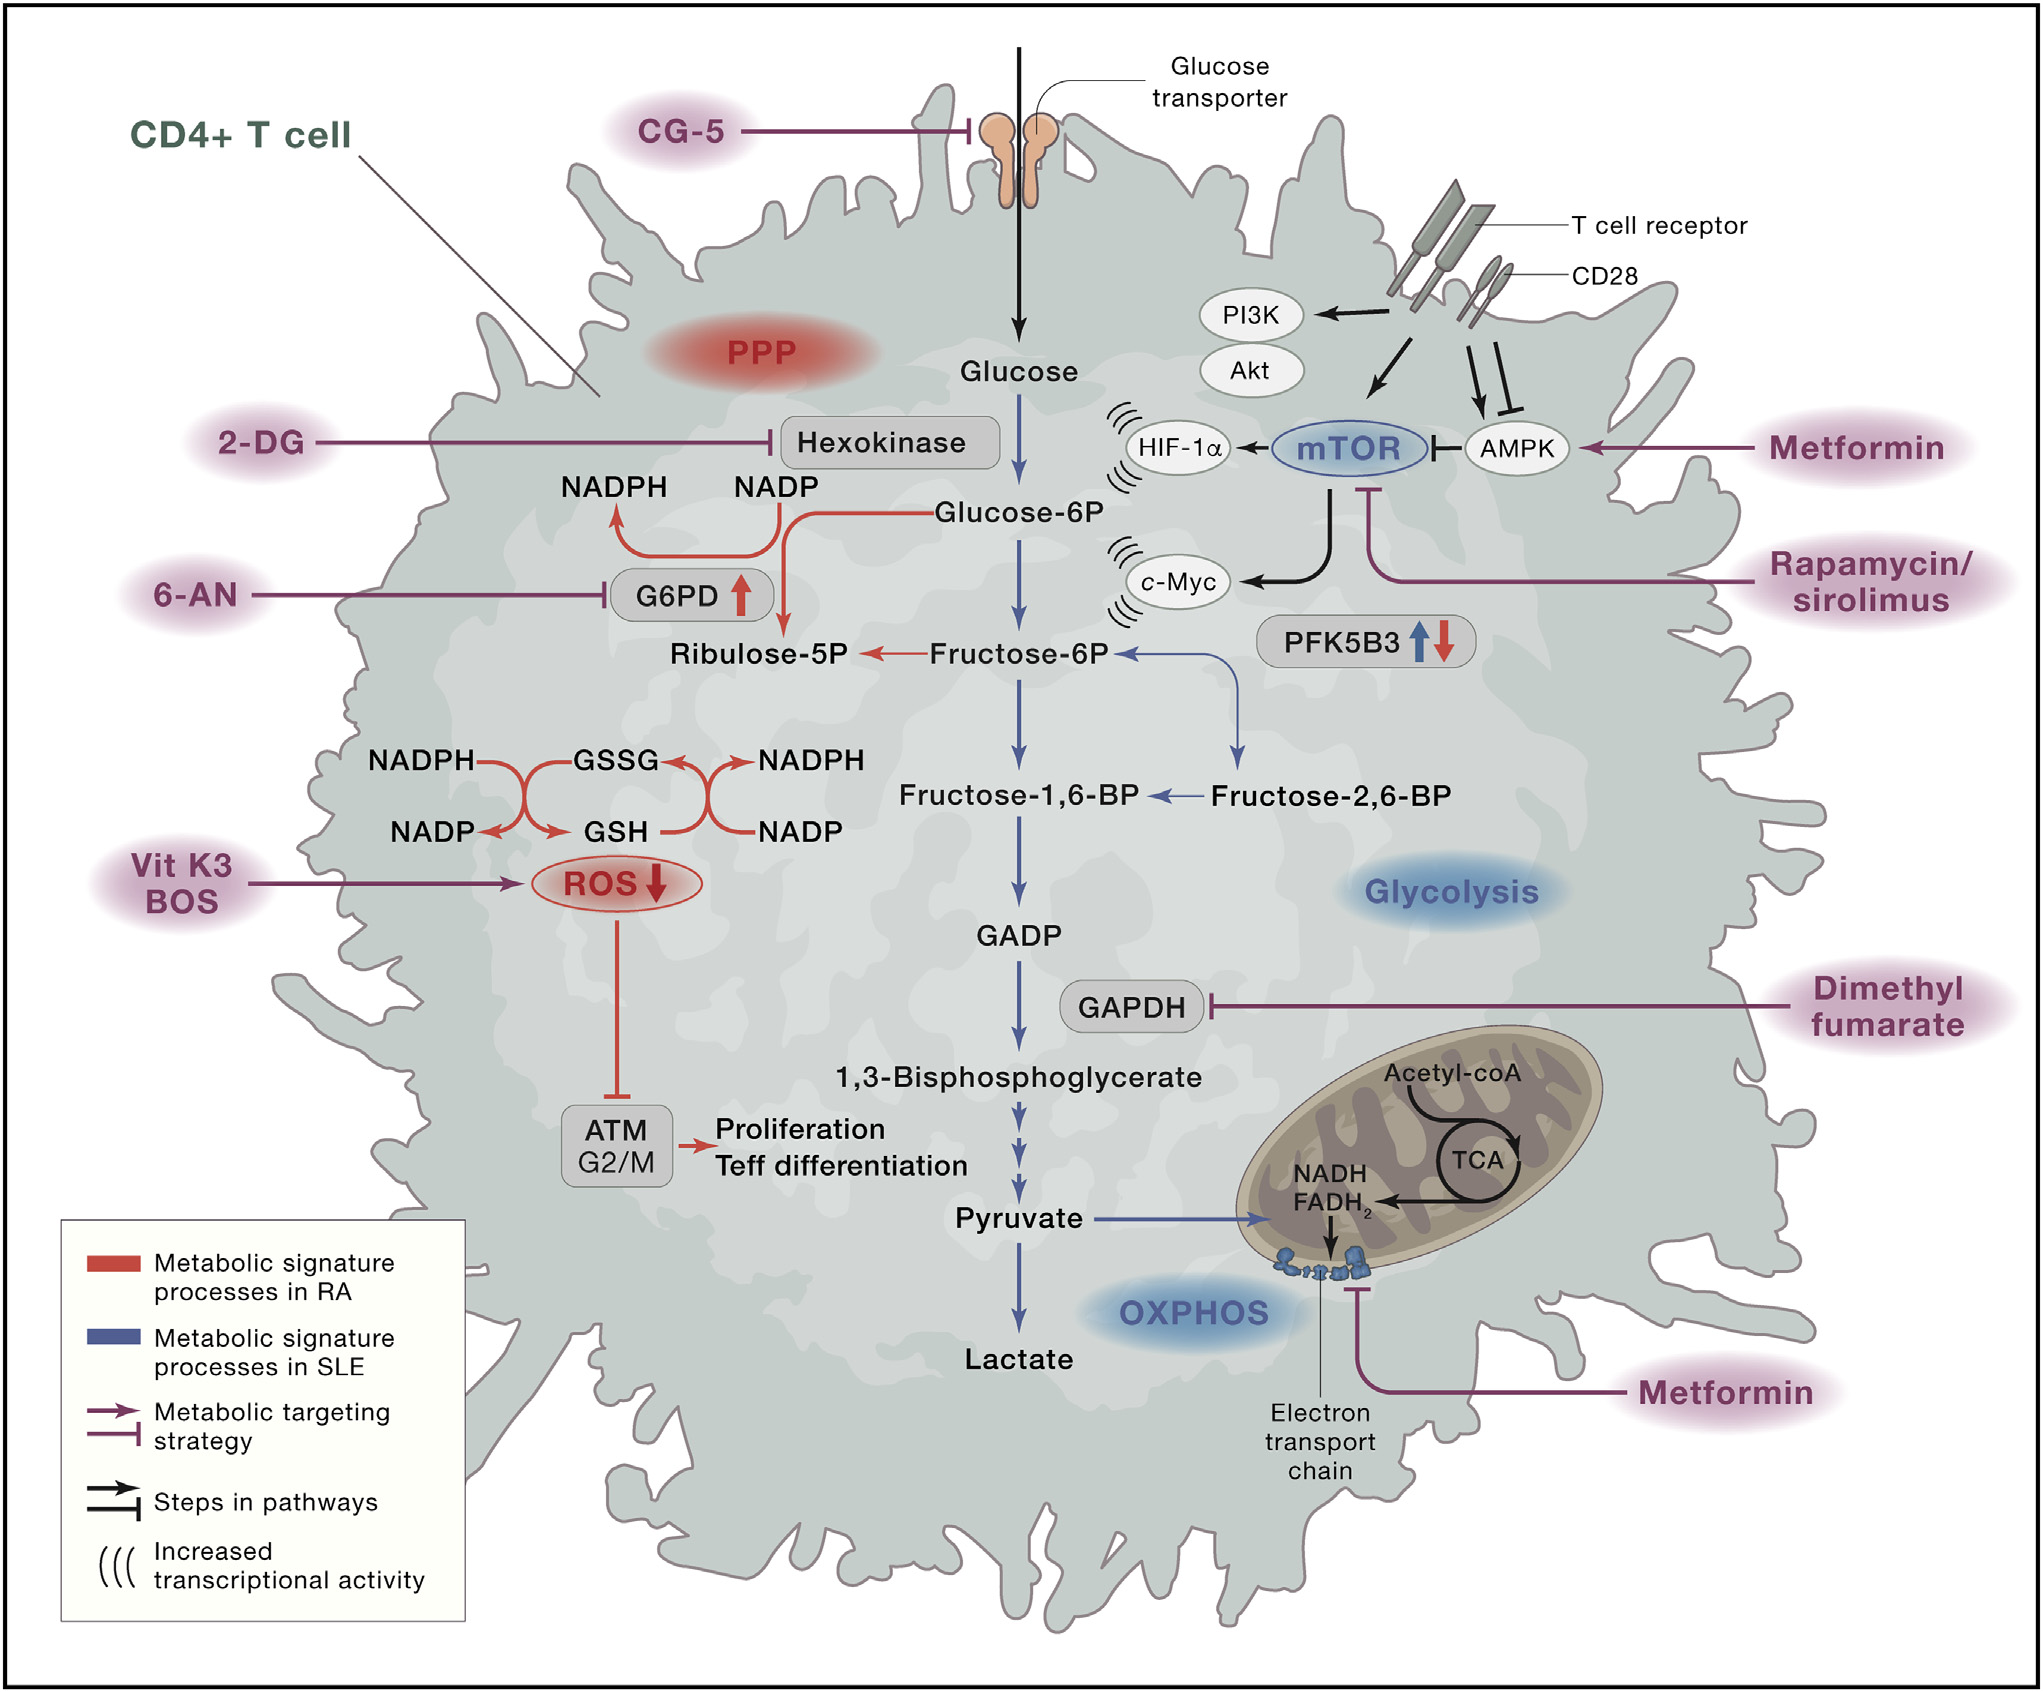 Glucose
transporter
CG-5
CD4+ T cell
T cell receptor
CD28
PI3K
Akt
PPP
Glucose
2-DG
Hexokinase
HIF-1α
mTOR
AMPK
Metformin
NADPH
NADP
Glucose-6P
6-AN
G6PD
c-Myc
Rapamycin/
sirolimus
PFK5B3
Ribulose-5P
Fructose-6P
NADPH
GSSG
NADPH
Fructose-1,6-BP
Fructose-2,6-BP
NADP
GSH
NADP
Vit K3
BOS
ROS
Glycolysis
GADP
GAPDH
Dimethyl
fumarate
1,3-Bisphosphoglycerate
Acetyl-coA
TCA
NADH
FADH2
ATM
G2/M
Proliferation
Teff differentiation
Pyruvate
OXPHOS
Lactate
Metformin
Electron
transport
chain
Metabolic signature
processes in RA
Metabolic signature
processes in SLE
Metabolic targeting
strategy
Steps in pathways
Increased
transcriptional activity